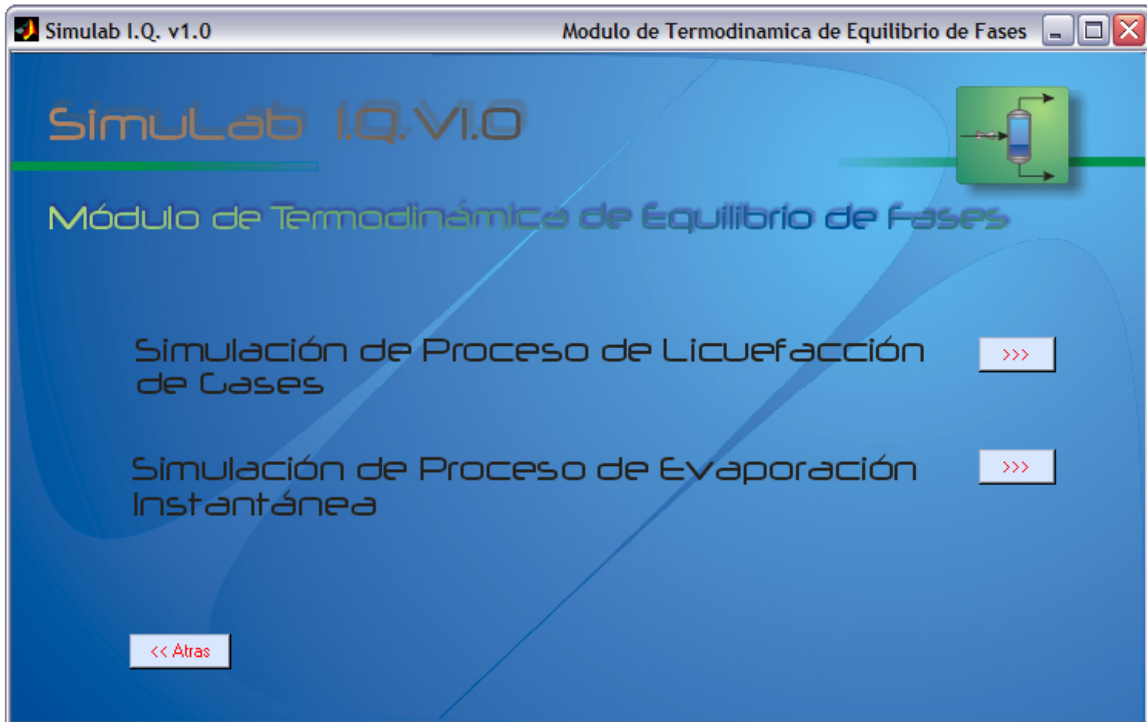 Simulab I.Q. v1.0 Modulo de Termodinamica de Equilibrio de Fases
SimuLab I.Q. V1.0
Módulo de Termodinámica de Equilibrio de Fases
Simulación de Proceso de Licuefacción
de Gases
>>>
Simulación de Proceso de Evaporación
Instantánea
>>>
<< Atras